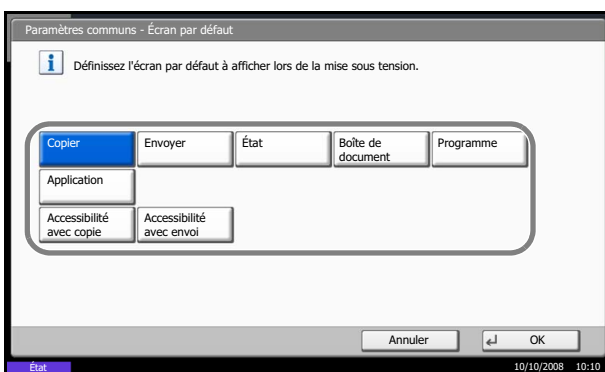 Paramètres communs - Écran par défaut
Définissez l'écran par défaut à afficher lors de la mise sous tension.
Copier
Envoyer
État
Boîte de
document
Programme
Application
Accessibilité
avec copie
Accessibilité
avec envoi
Annuler
OK
État
10/10/2008 10:10